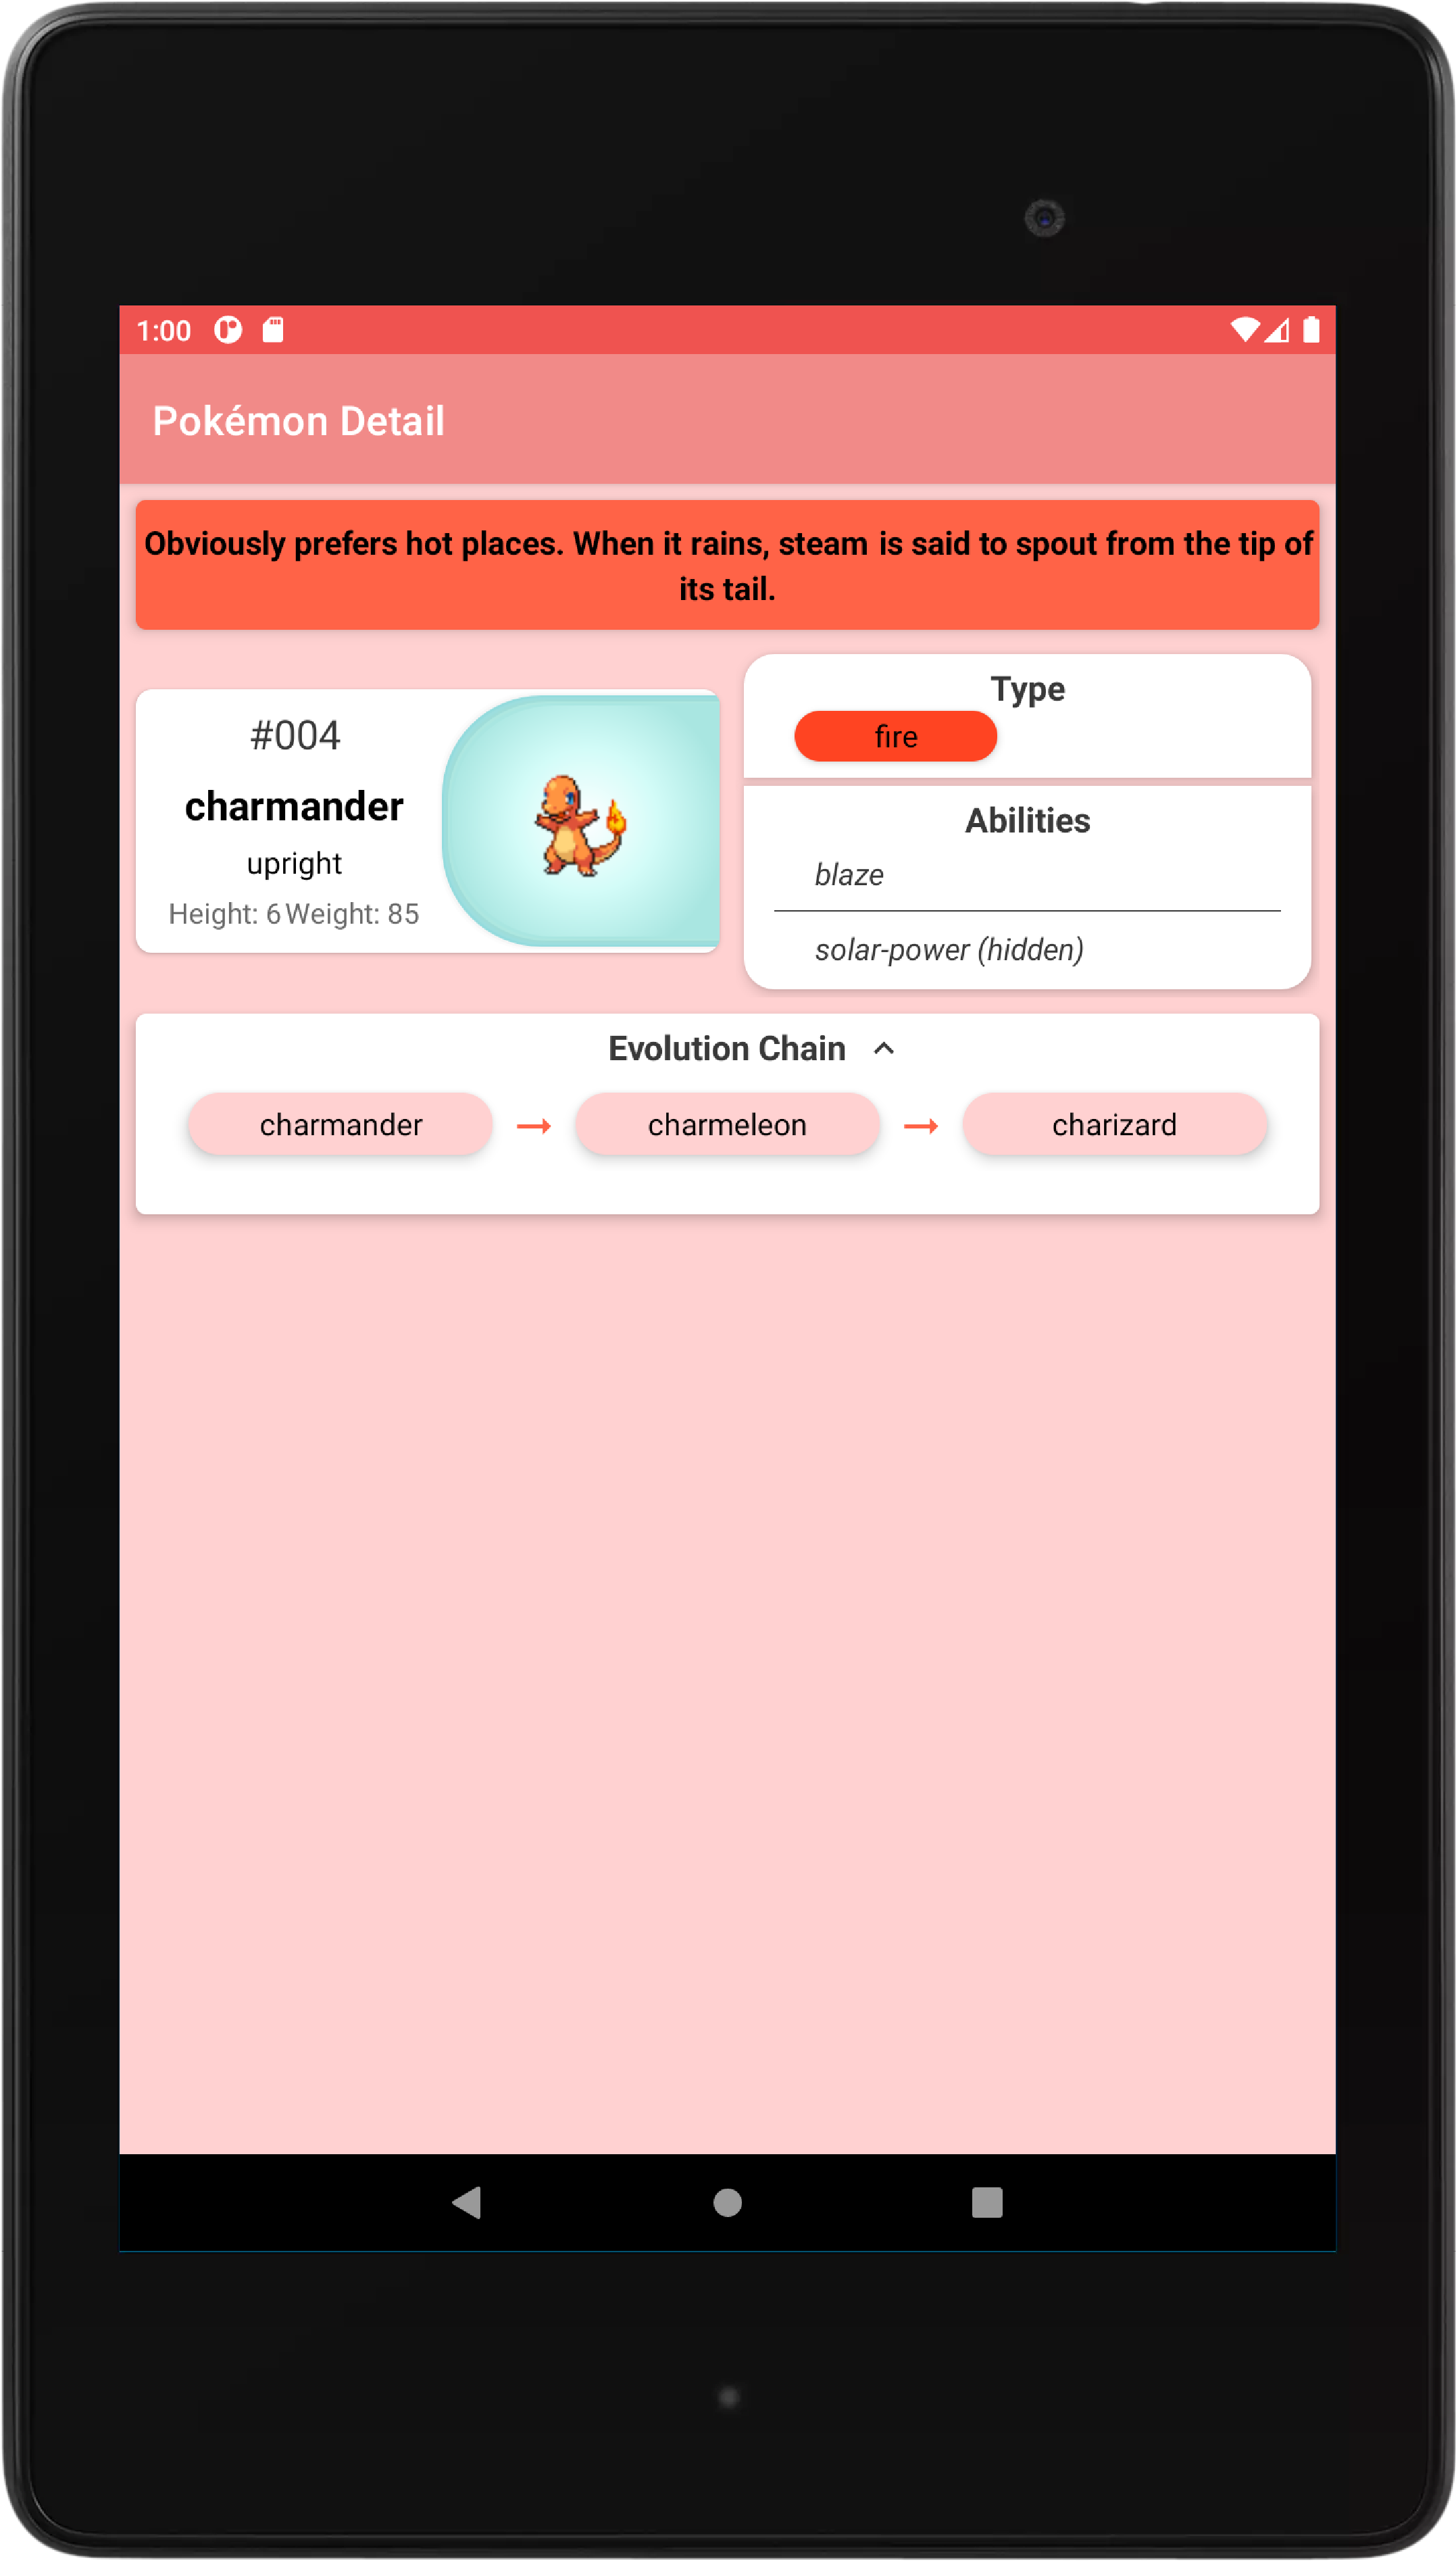 1:00
Pokémon Detail
Obviously prefers hot places. When it rains, steam is said to spout from the tip of
its tail.
#004
charmander
upright
Height: 6 Weight: 85
Type
fire
Abilities
blaze
solar-power (hidden)
Evolution Chain
charmander → charmeleon → charizard